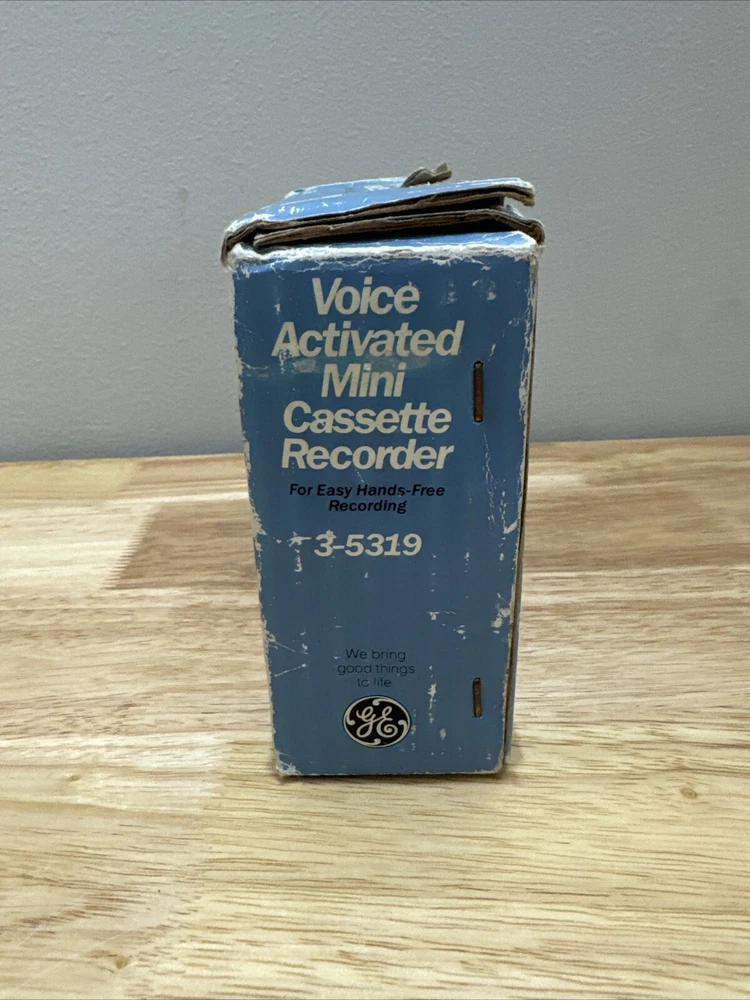 Voice
Activated
Mini
Cassette
Recorder
For Easy Hands-Free
Recording
3-5319
We bring
good things
to life
GE